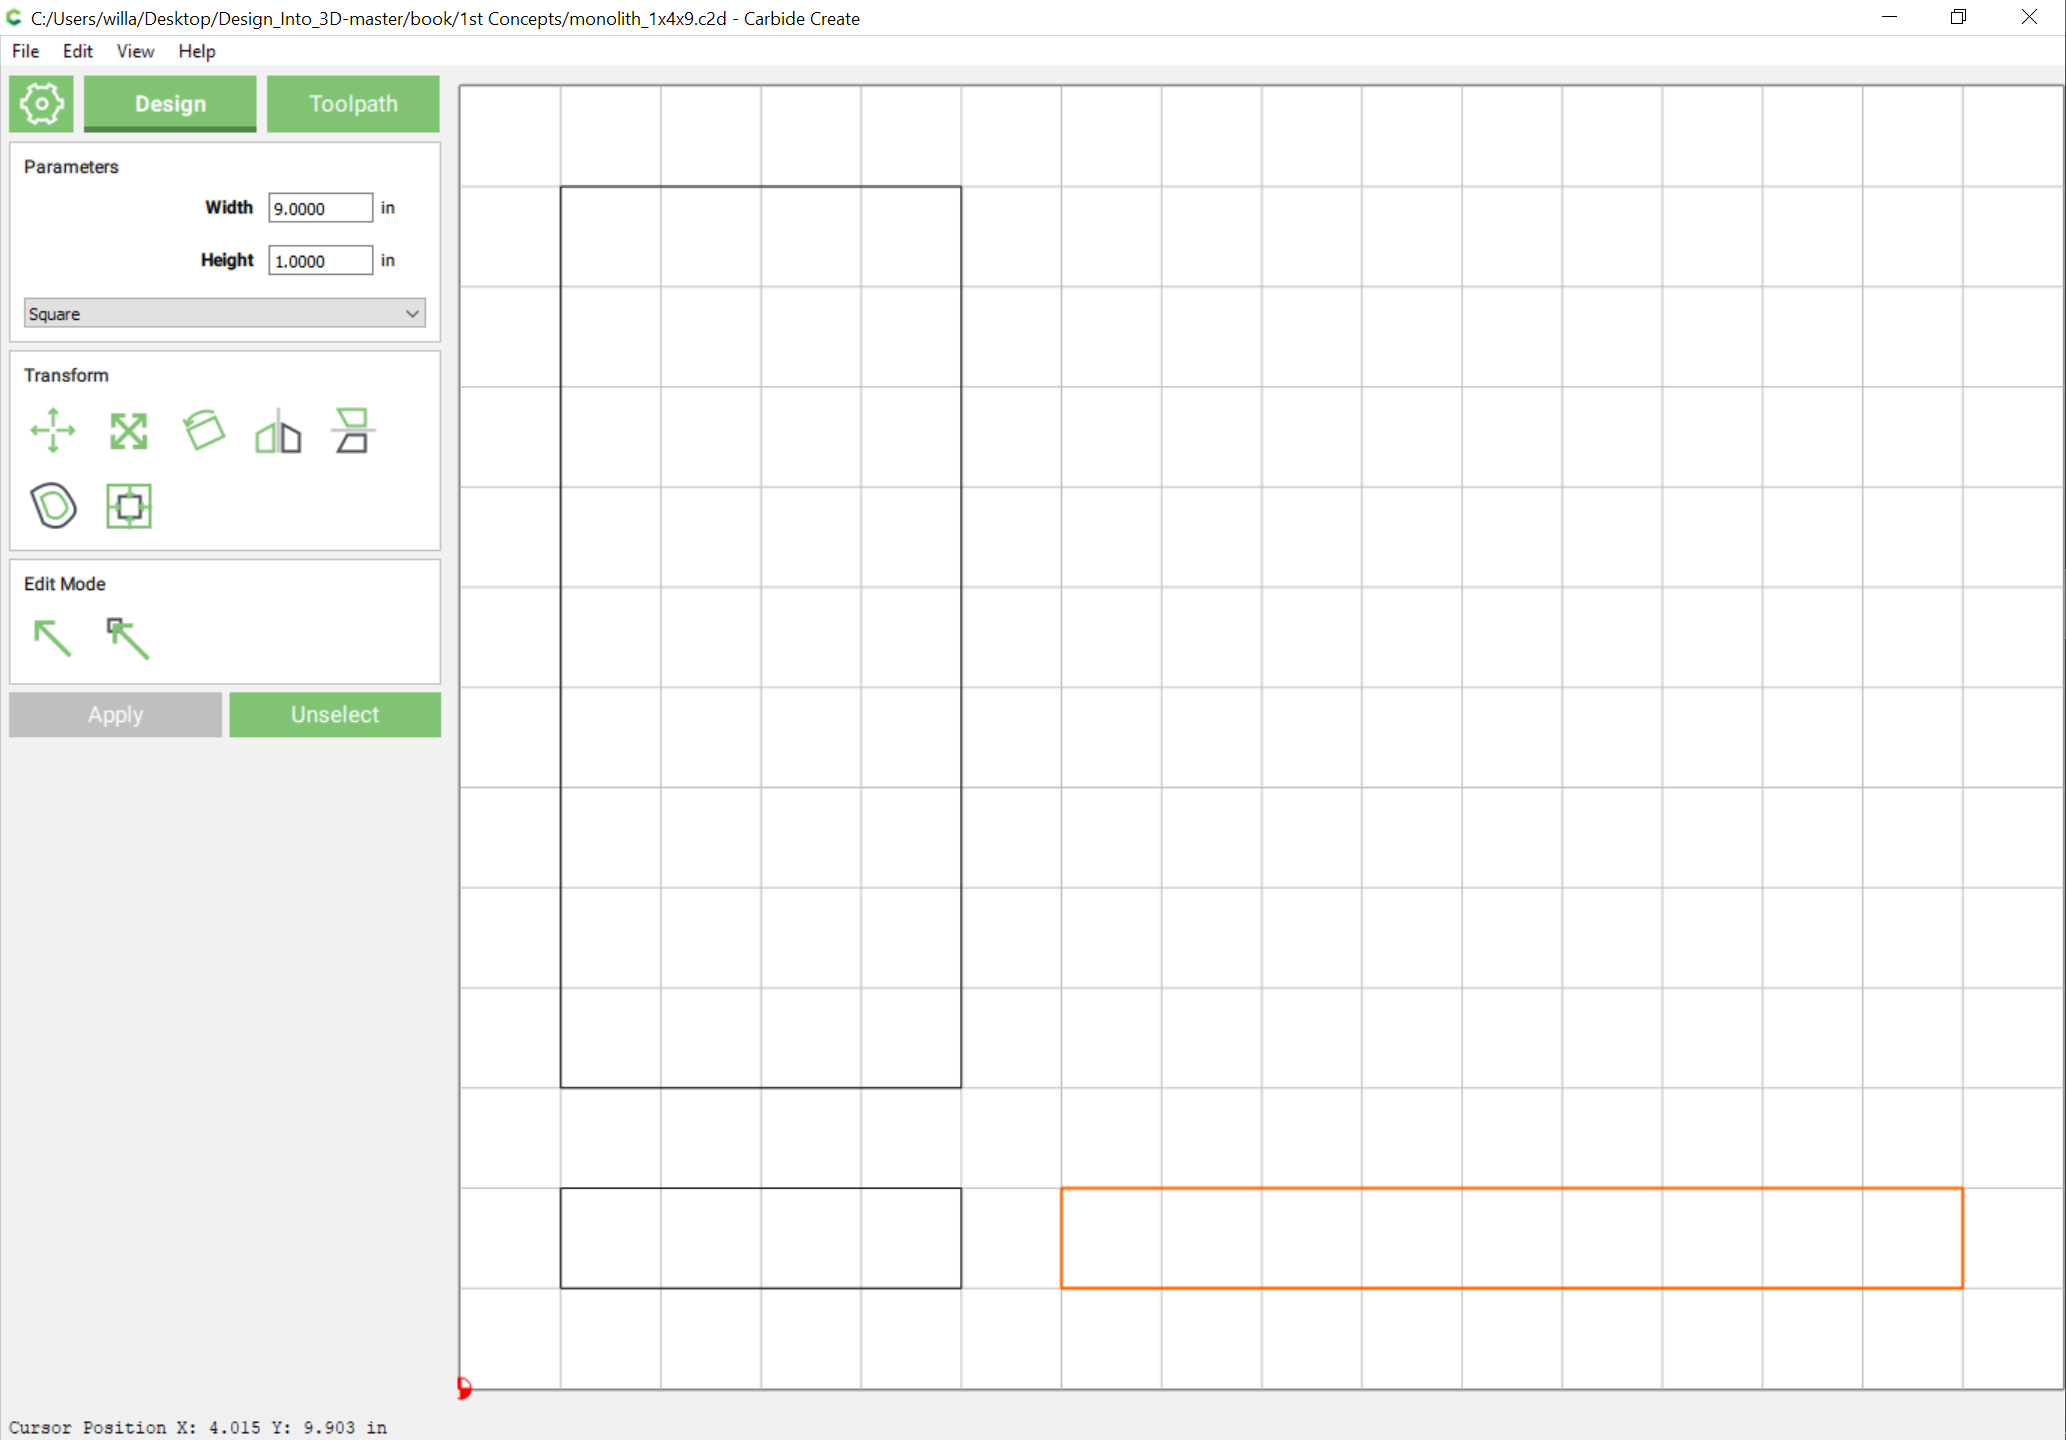 C:/Users/willa/Desktop/Design_Into_3D-master/book/1st Concepts/monolith_1x4x9.c2d - Carbide Create
File Edit View Help
Design Toolpath
Parameters
Width 9.0000 in
Height 1.0000 in
Square
Transform
Edit Mode
Apply Unselect
Cursor Position X: 4.015 Y: 9.903 in